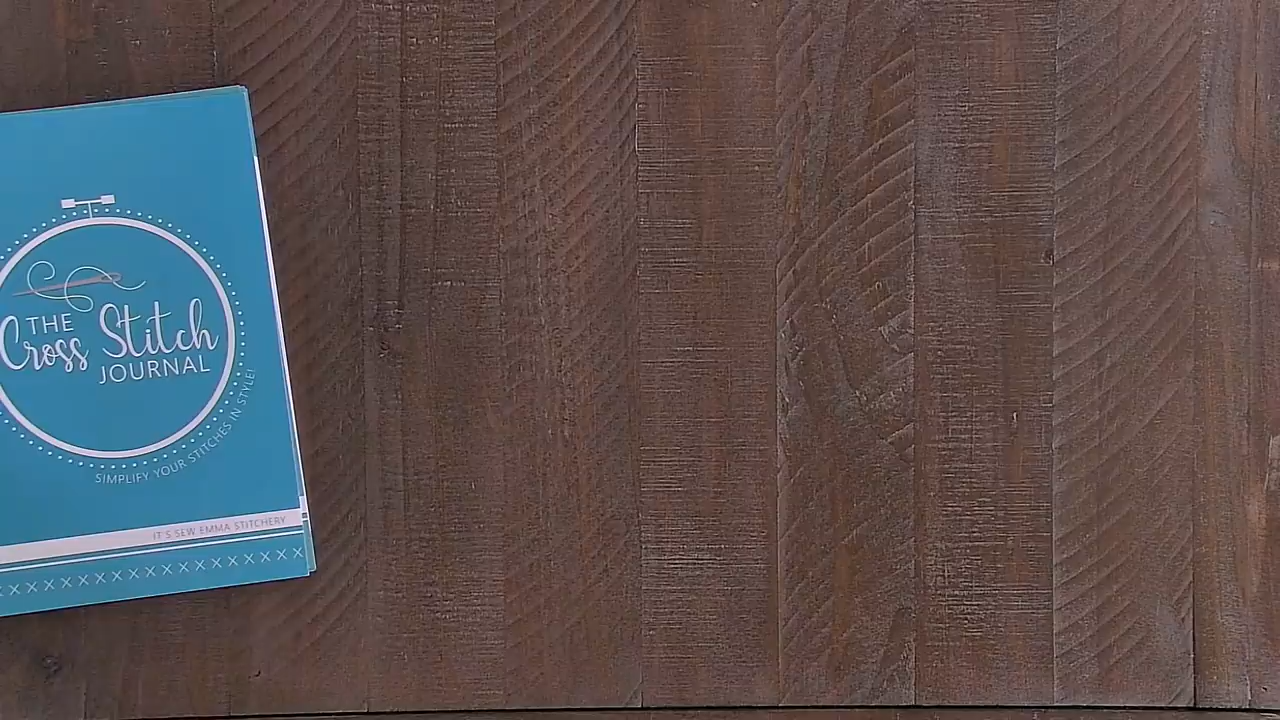 THE
Cross Stitch
JOURNAL
SIMPLIFY YOUR STITCHES IN STYLE!
IT'S SEW EMMA STITCHERY